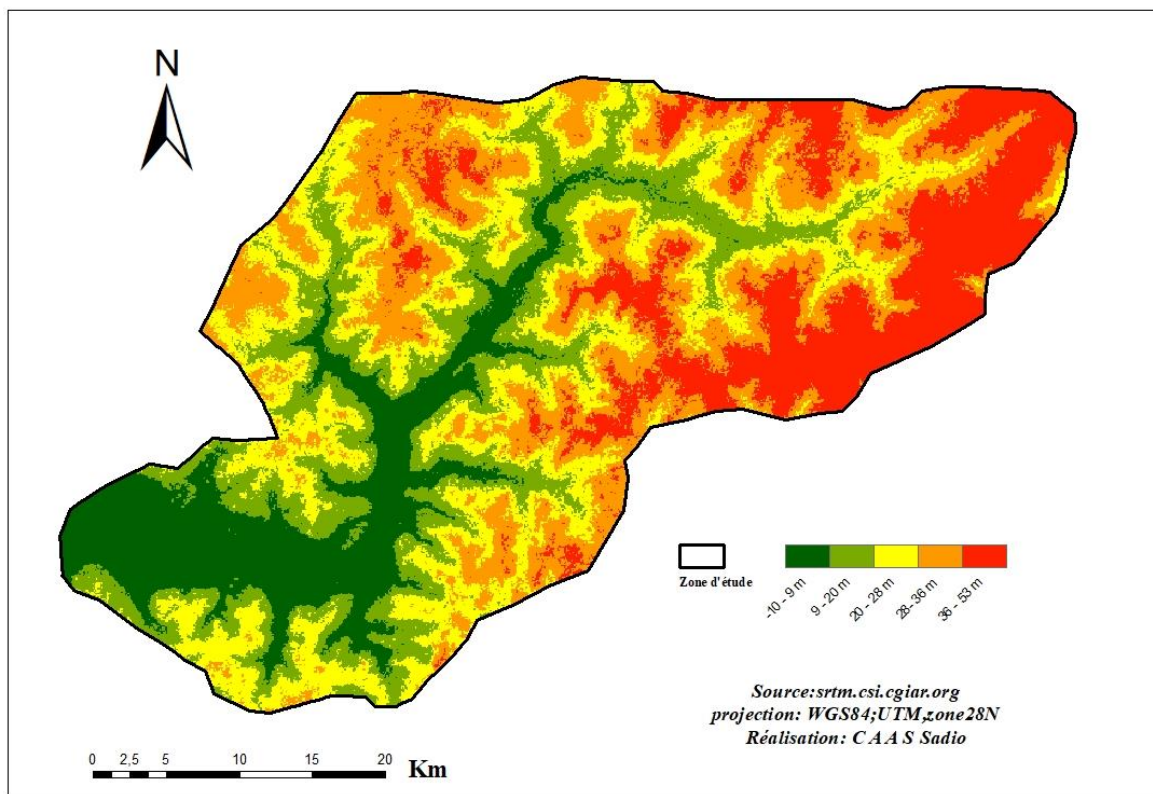 N
Zone d'étude
-10 - 9 m
9 - 20 m
20 - 28 m
28-36 m
36 - 53 m
Source:srtm.csi.cgiar.org
projection: WGS84;UTM,zone28N
Réalisation: C A A S Sadio
0 2,5 5 10 15 20 Km